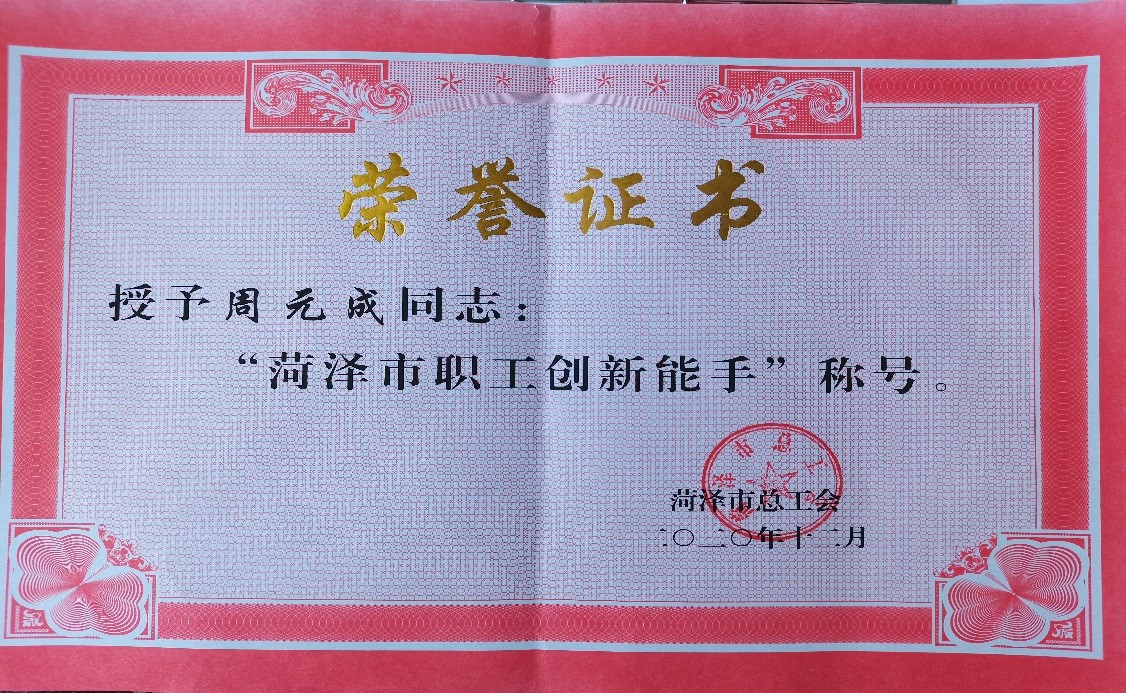 荣誉证书
授予周元成同志：
“菏泽市职工创新能手”称号。
菏泽市总工会
二〇二〇年十二月